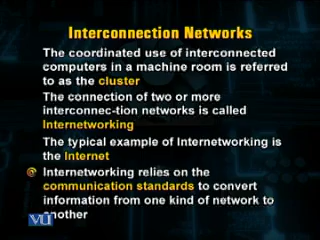 Interconnection Networks
The coordinated use of interconnected
computers in a machine room is referred
to as the cluster
The connection of two or more
interconnec-tion networks is called
Internetworking
The typical example of Internetworking is
the Internet
Internetworking relies on the
communication standards to convert
information from one kind of network to
another
VU